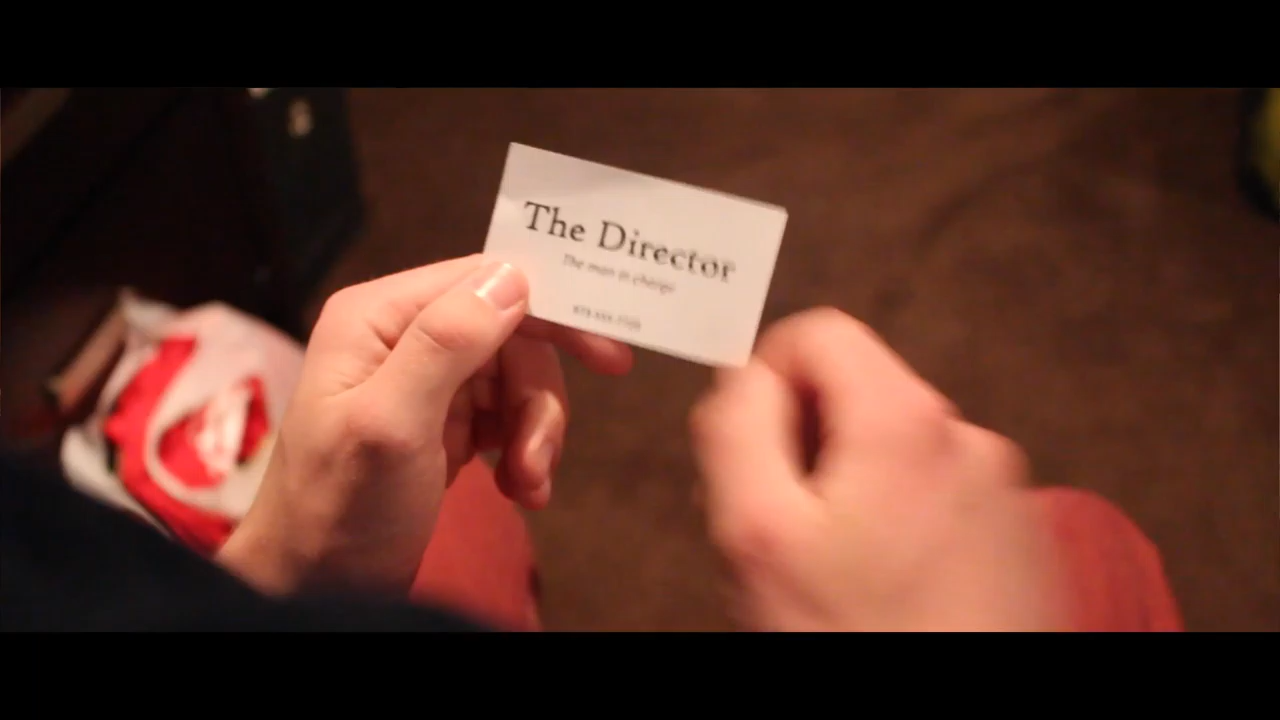 The Director
The man in charge